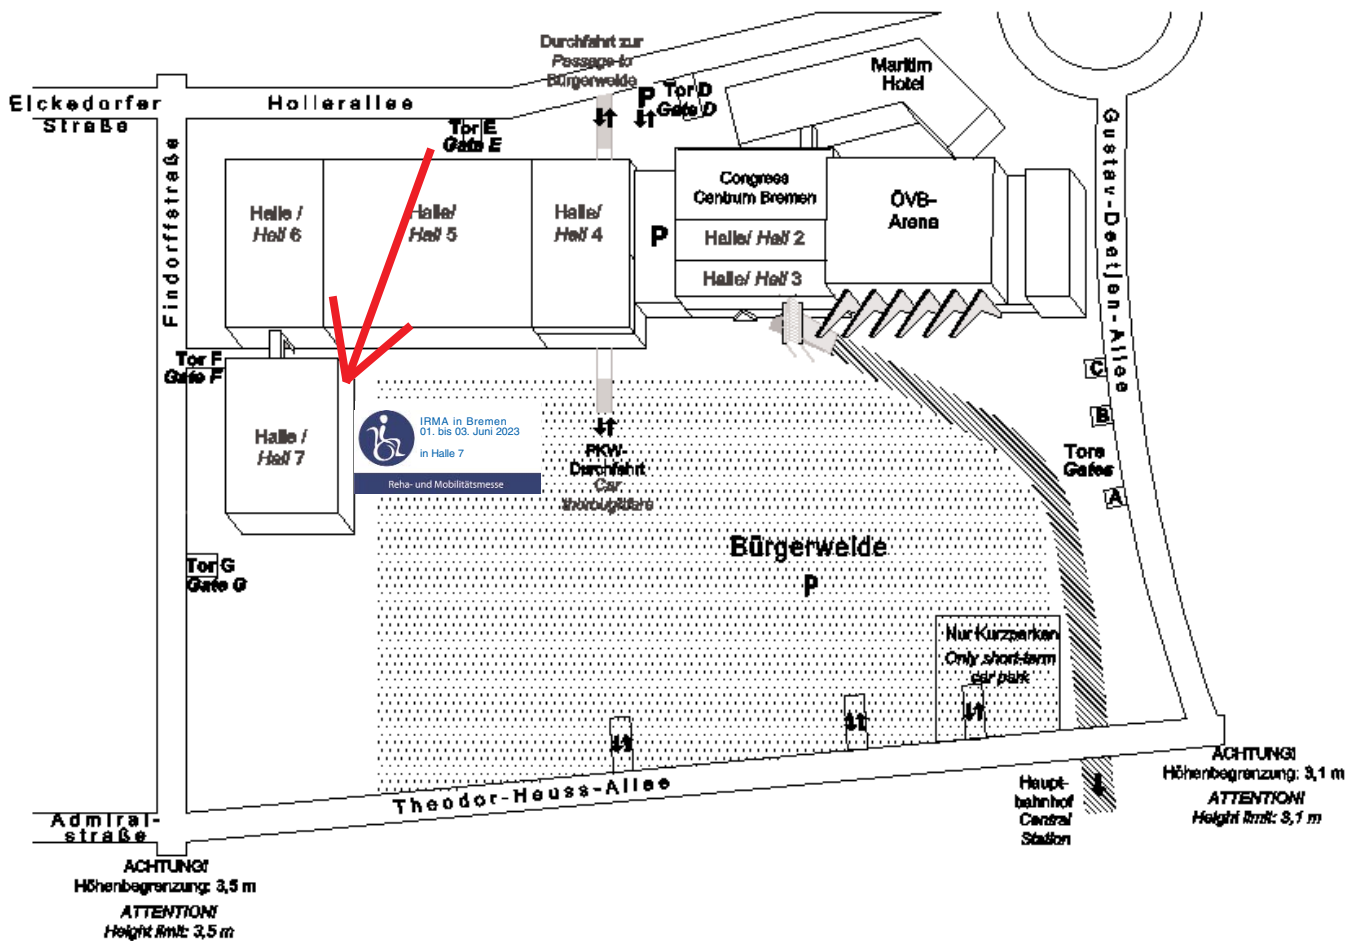 Durchfahrt zur
Passage to
Bürgerweide
Maritim
Hotel
P
Tor D
Gate D
Eickedorfer
Straße
Hollerallee
Tor E
Gate E
Findorffstraße
Gustav-Deetjen-Allee
Halle /
Hall 6
Halle/
Hall 5
Halle/
Hall 4
P
Congress
Centrum Bremen
Halle/ Hall 2
Halle/ Hall 3
ÖVB-
Arena
Tor F
Gate F
C
B
Tore
Gates
A
Halle /
Hall 7
IRMA in Bremen
01. bis 03. Juni 2023
in Halle 7
Reha- und Mobilitätsmesse
PKW-
Durchfahrt
Car
thoroughfare
Bürgerweide
P
Tor G
Gate G
Nur Kurzparken
Only short-term
car park
Theodor-Heuss-Allee
Admiral-
straße
Haupt-
bahnhof
Central
Station
ACHTUNG!
Höhenbegrenzung: 3,1 m
ATTENTION!
Height limit: 3,1 m
ACHTUNG!
Höhenbegrenzung: 3,5 m
ATTENTION!
Height limit: 3,5 m